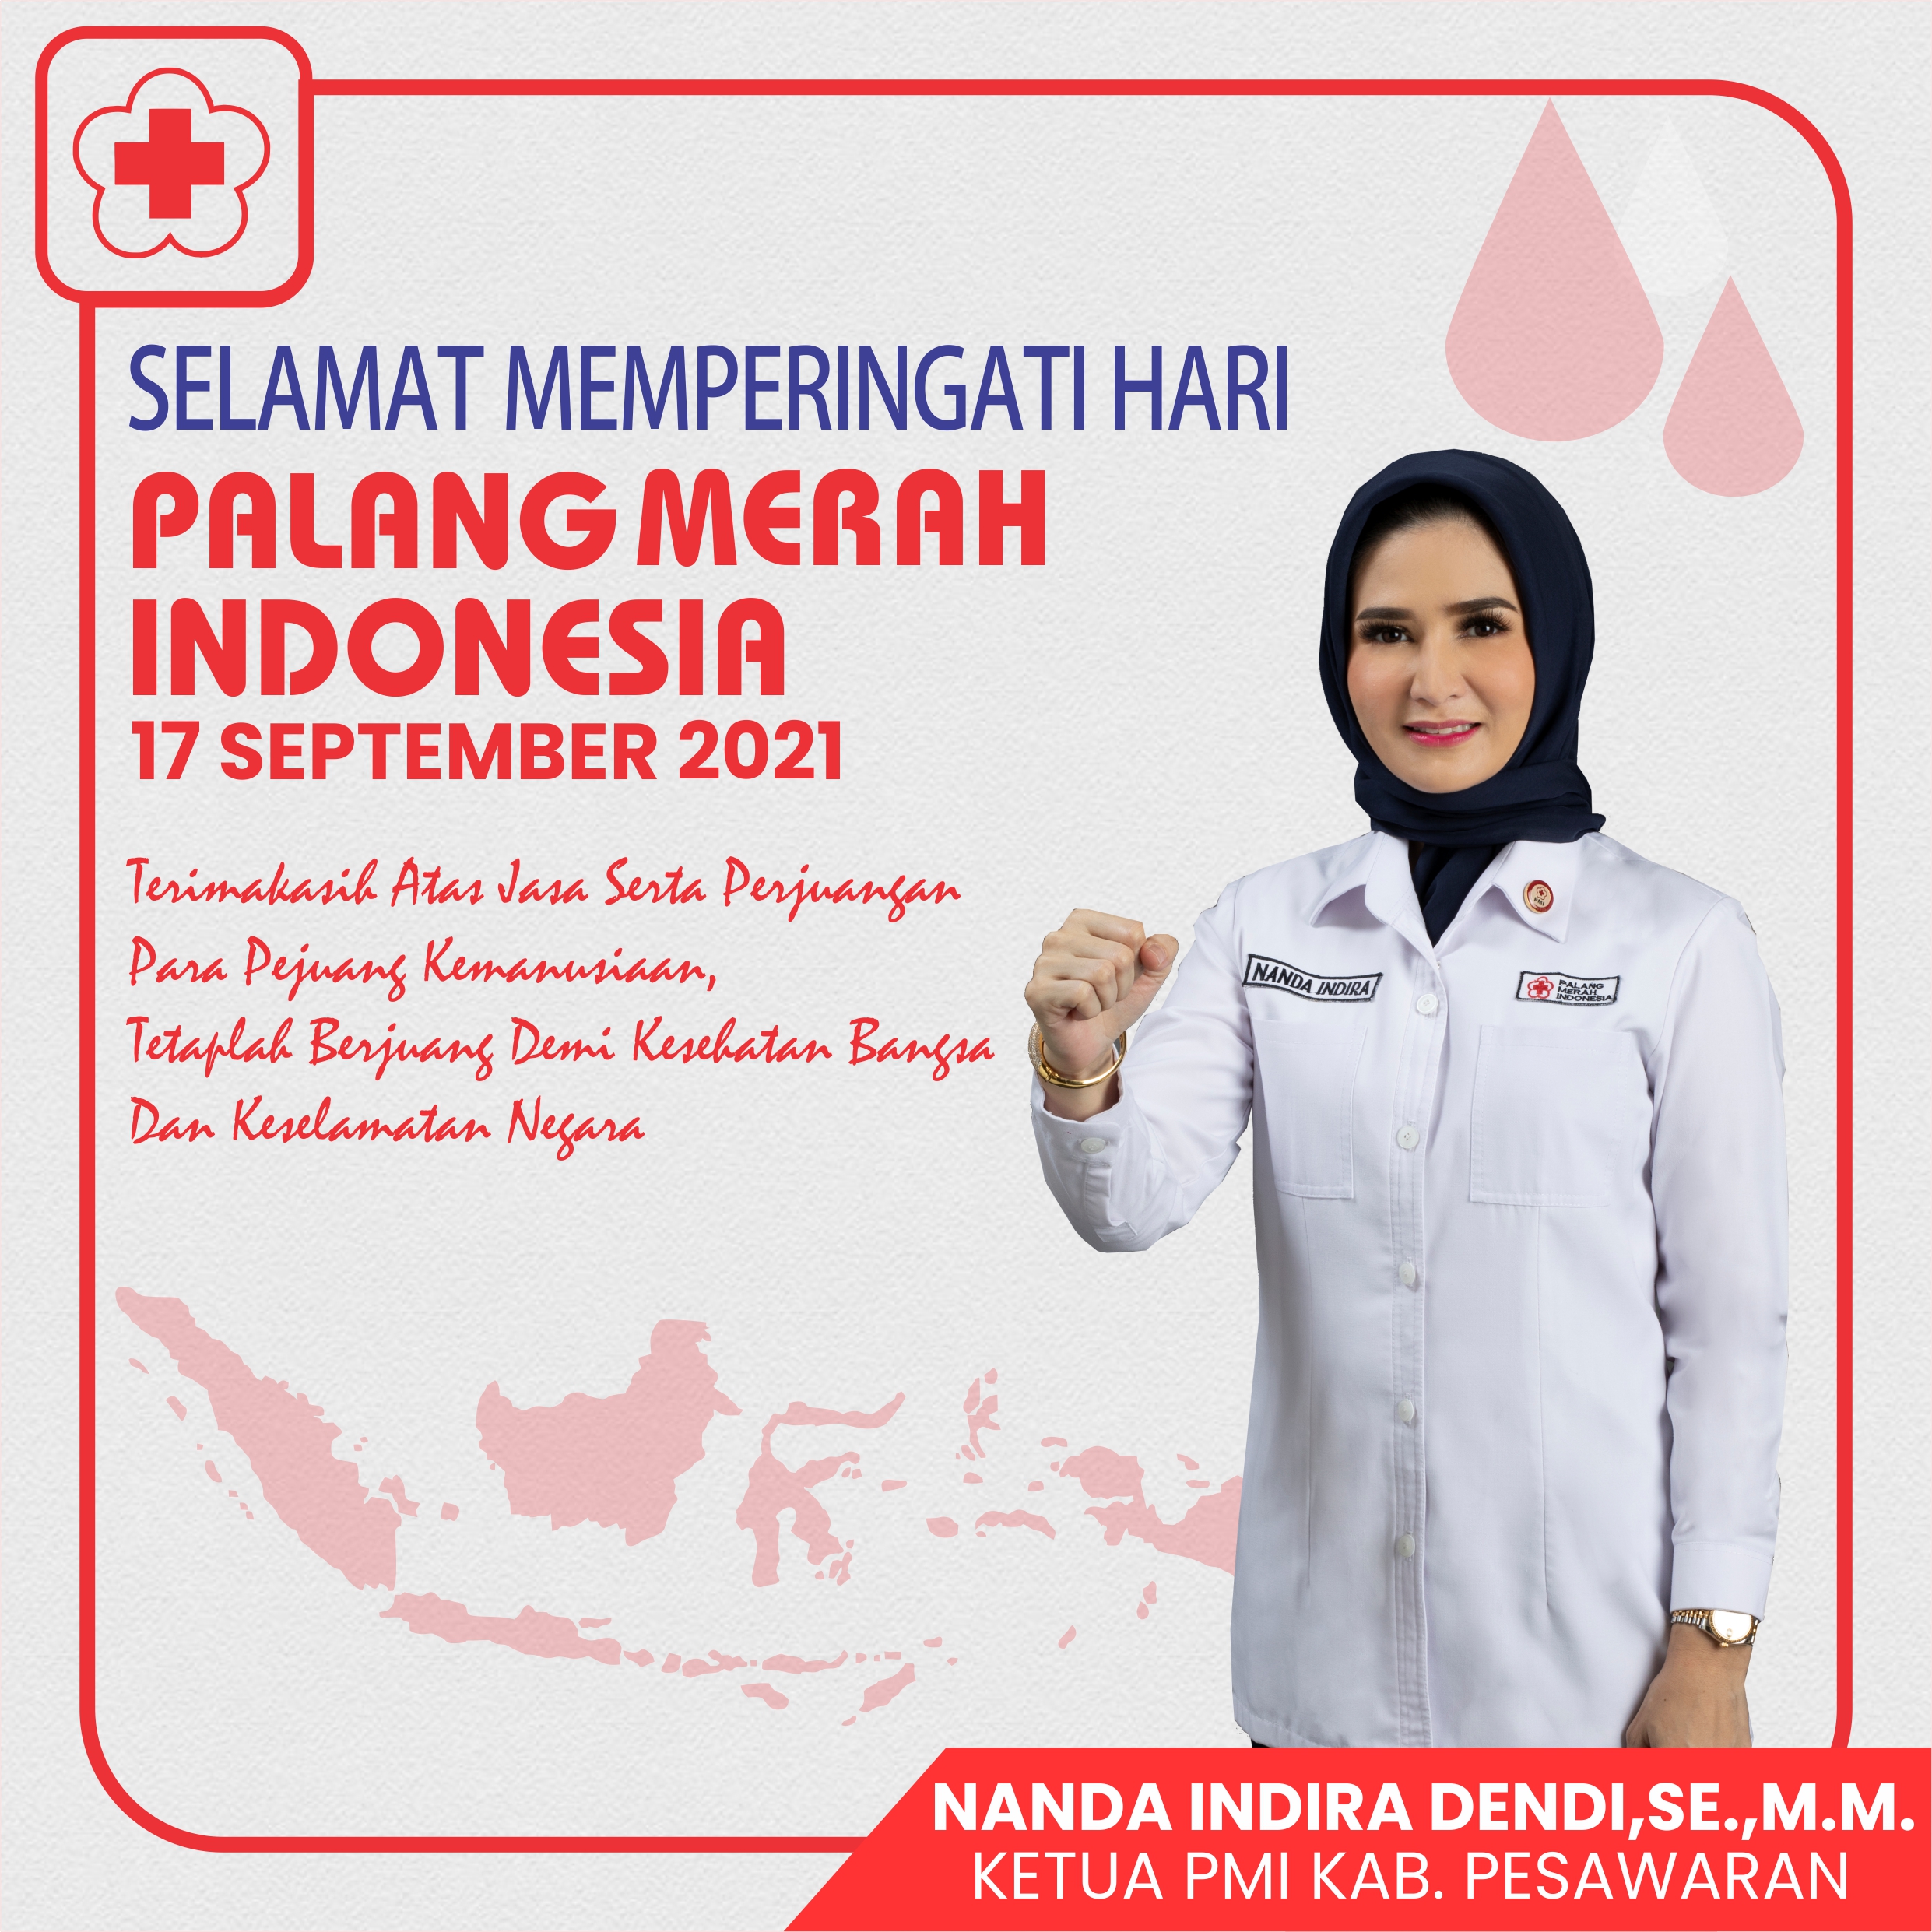 SELAMAT MEMPERINGATI HARI
PALANG MERAH
INDONESIA
17 SEPTEMBER 2021
Terimakasih Atas Jasa Serta Perjuangan
Para Pejuang Kemanusiaan,
Tetaplah Berjuang Demi Kesehatan Bangsa
Dan Keselamatan Negara
PMI
NANDA INDIRA
PALANG
MERAH
INDONESIA
NANDA INDIRA DENDI,SE.,M.M.
KETUA PMI KAB. PESAWARAN